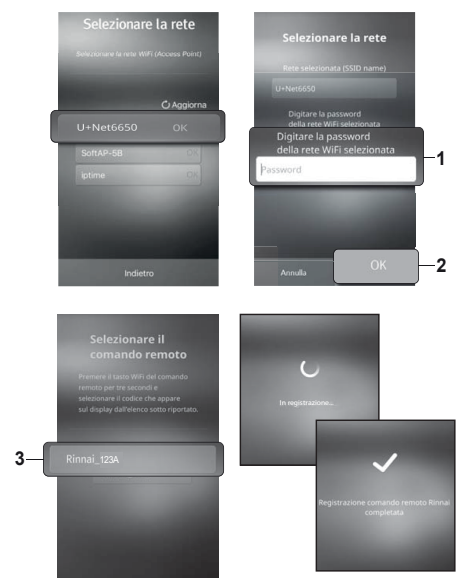 Selezionare la rete
Selezionare la rete WiFi (Access Point)
Aggiorna
U+Net6650 OK
SoftAP-5B OK
iptime OK
Indietro
Selezionare la rete
Rete selezionata (SSID name)
U+Net6650
Digitare la password
della rete WiFi selezionata
Digitare la password
della rete WiFi selezionata
Password
1
Annulla
OK
2
Selezionare il
comando remoto
Premere il tasto WiFi del comando
remoto per tre secondi e
selezionare il codice che appare
sul display dall'elenco sotto riportato.
3
Rinnai_123A
In registrazione...
Registrazione comando remoto Rinnai
completata